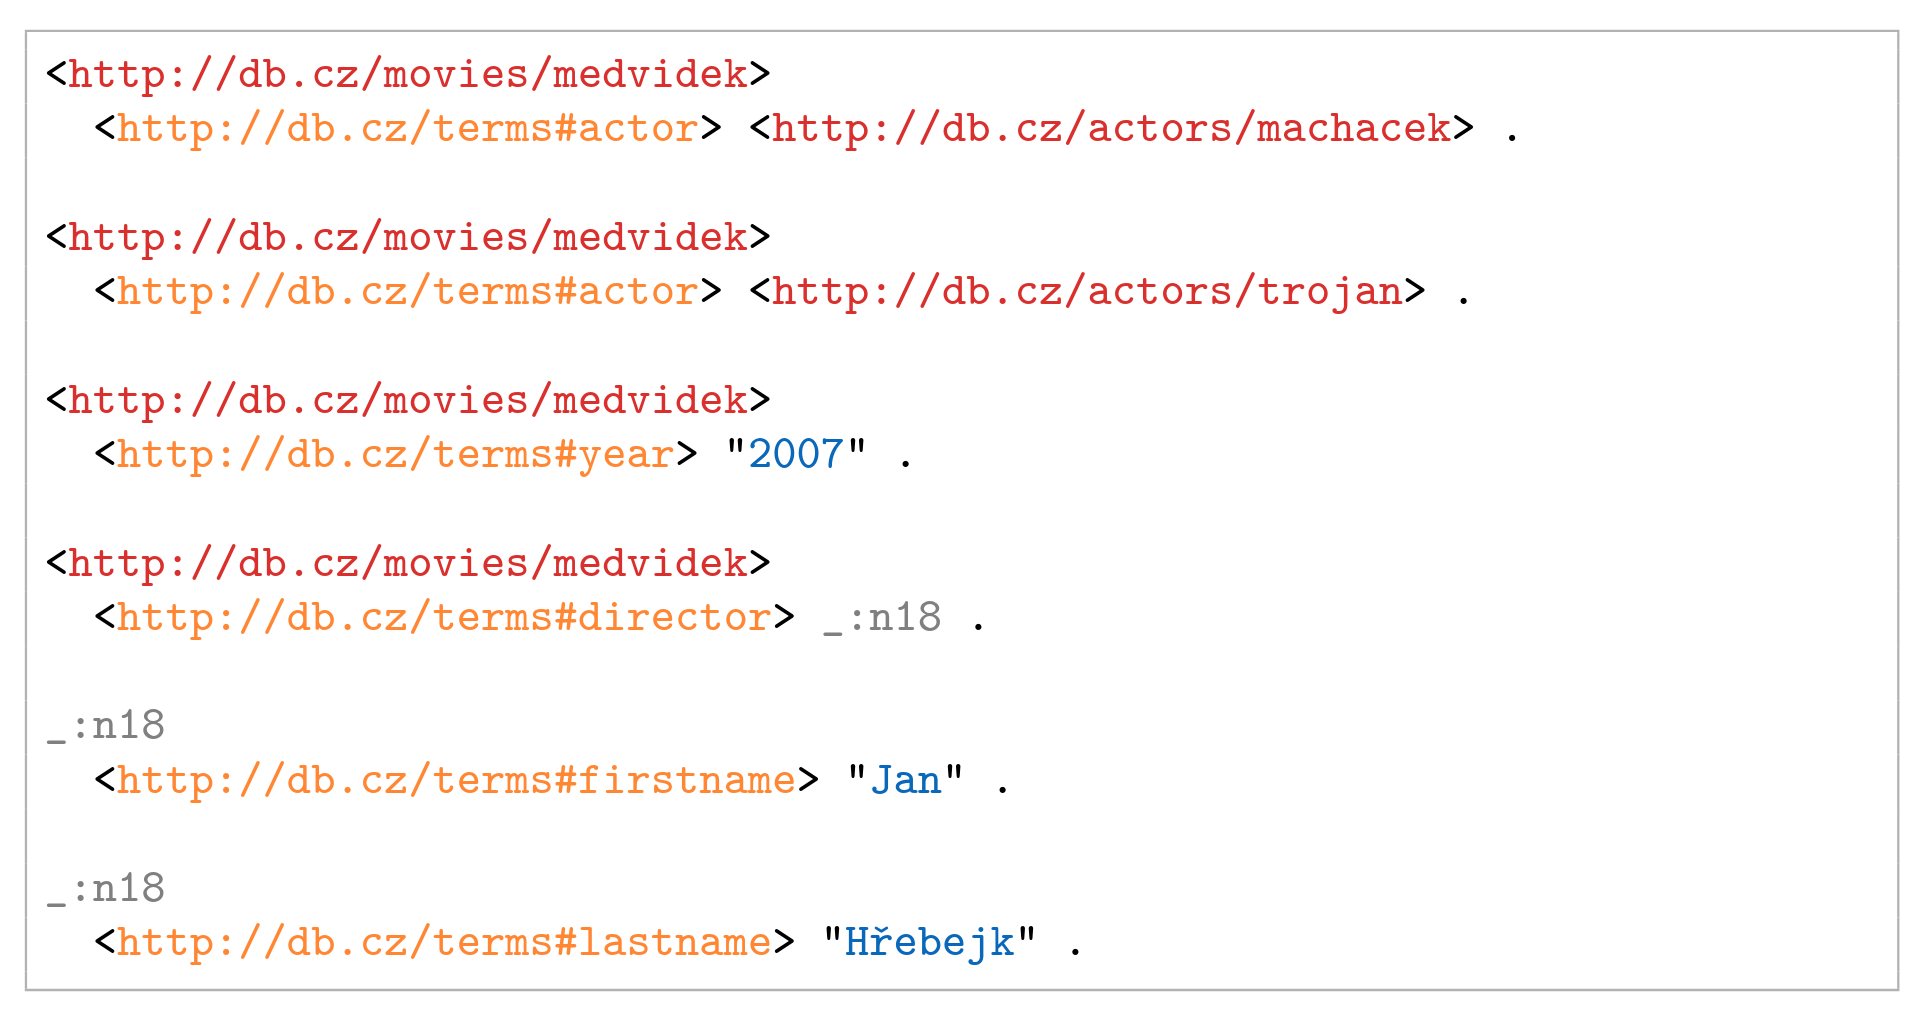 <http://db.cz/movies/medvidek>
  <http://db.cz/terms#actor> <http://db.cz/actors/machacek> .
<http://db.cz/movies/medvidek>
  <http://db.cz/terms#actor> <http://db.cz/actors/trojan> .
<http://db.cz/movies/medvidek>
  <http://db.cz/terms#year> "2007" .
<http://db.cz/movies/medvidek>
  <http://db.cz/terms#director> _:n18 .
_:n18
  <http://db.cz/terms#firstname> "Jan" .
_:n18
  <http://db.cz/terms#lastname> "Hřebejk" .